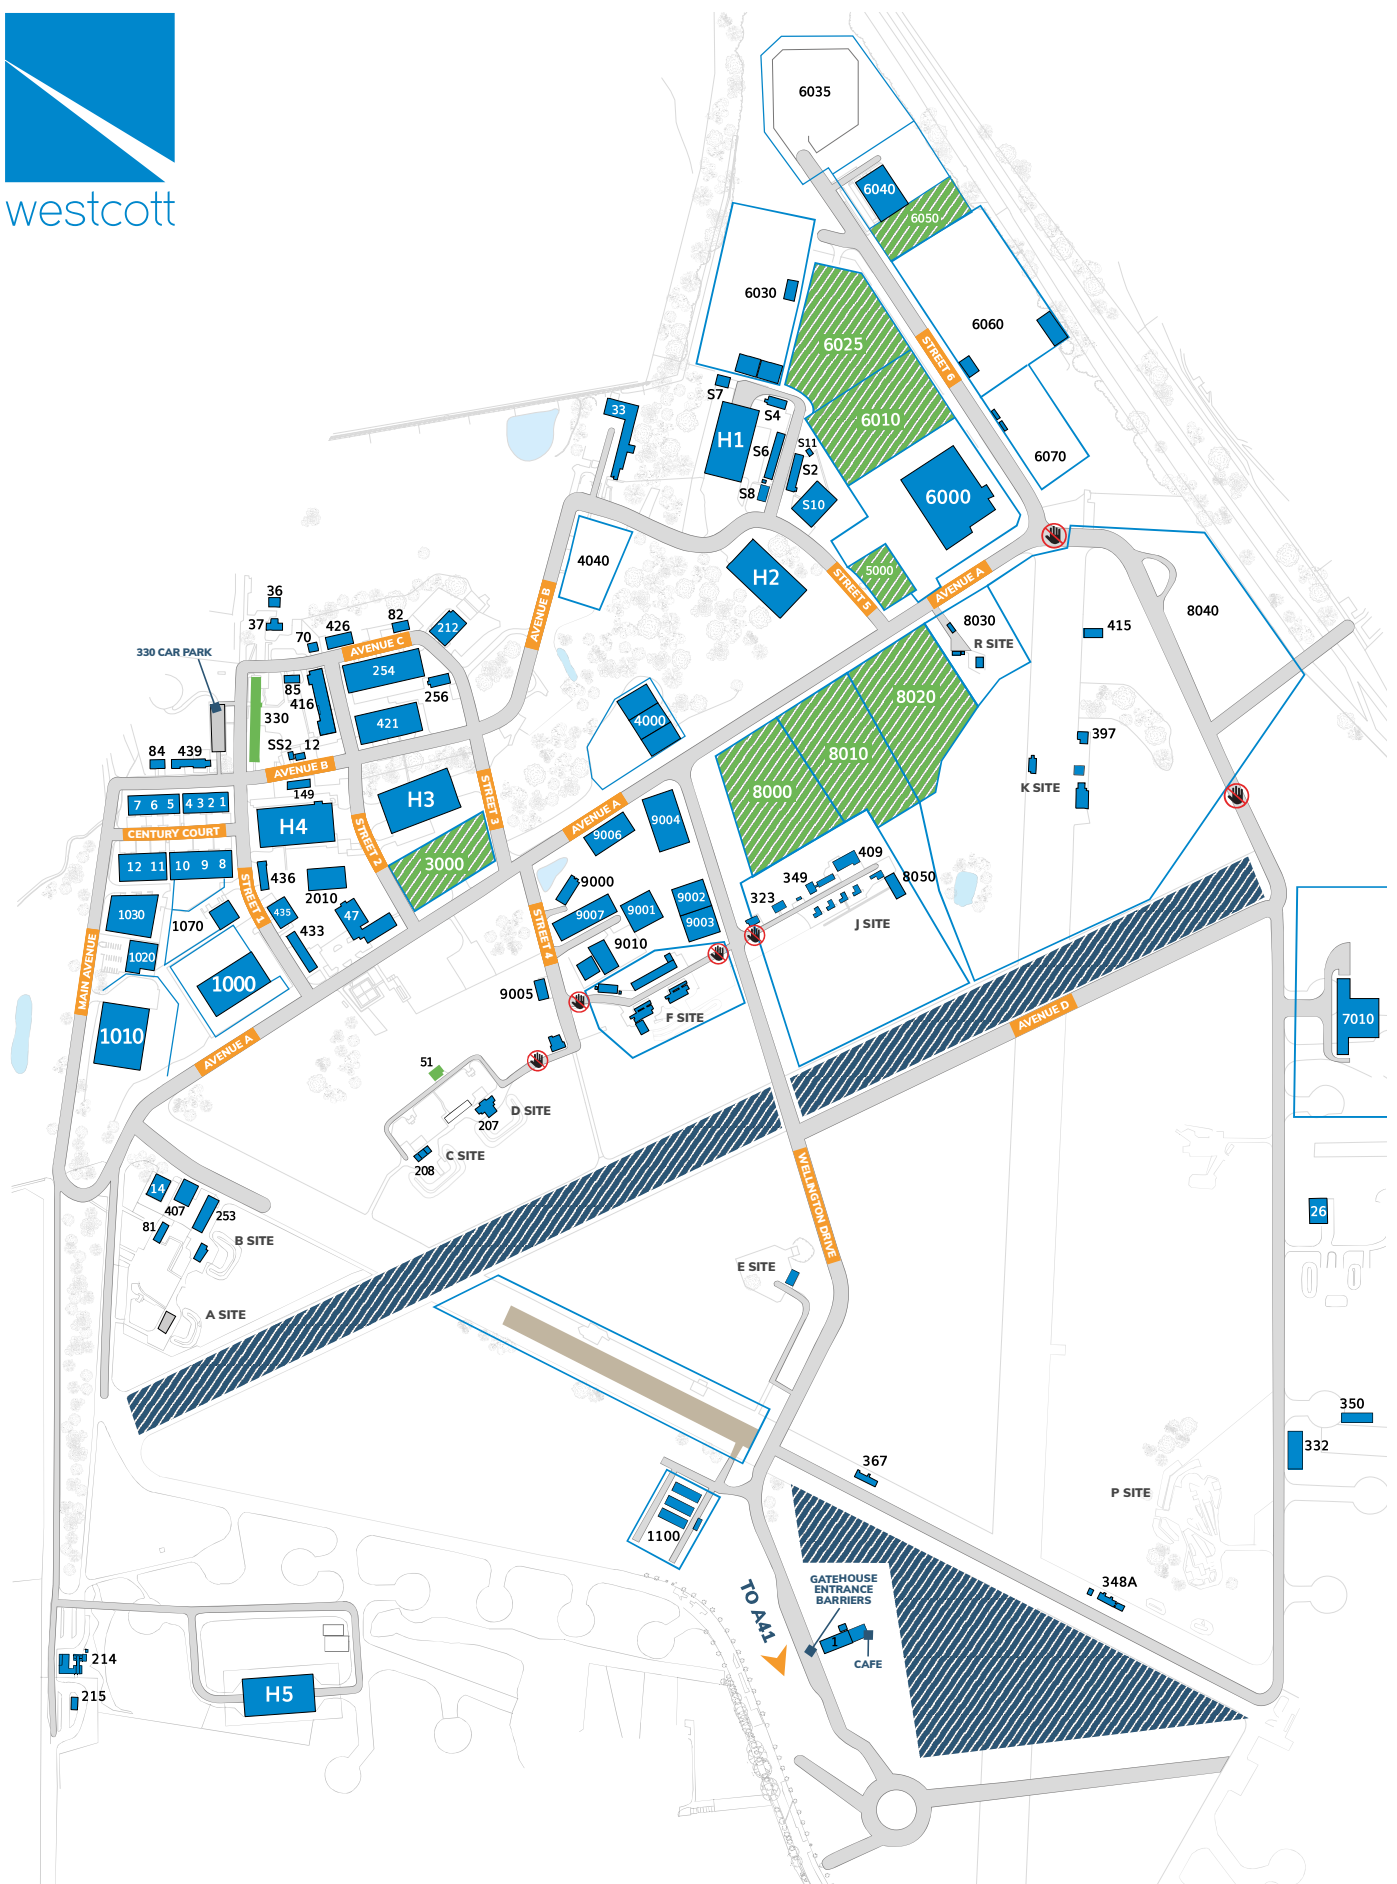 westcott
6035
6040
6050
6030
6060
6025
STREET 6
S7
33
S4
6010
H1
S11
S6
S2
6070
S8
6000
S10
4040
5000
H2
STREET 5
AVENUE A
36
37
82
426
70
212
AVENUE B
8030
415
8040
R SITE
330 CAR PARK
AVENUE C
254
85
256
416
8020
330
421
4000
SS2
12
397
84
439
8010
AVENUE B
K SITE
149
8000
7 6 5
4 3 2 1
H3
STREET 3
AVENUE A
9004
CENTURY COURT
H4
9006
STREET 2
12 11
10 9 8
3000
409
436
9000
349
8050
2010
323
STREET 1
9002
1030
435
47
9007
9001
9003
1070
433
STREET 4
J SITE
1020
9010
MAIN AVENUE
1000
9005
F SITE
AVENUE D
7010
1010
AVENUE A
51
D SITE
207
C SITE
208
14
407
253
81
B SITE
WELLINGTON DRIVE
26
E SITE
A SITE
350
332
367
P SITE
1100
348A
GATEHOUSE
ENTRANCE
BARRIERS
TO A41
1
CAFE
214
215
H5